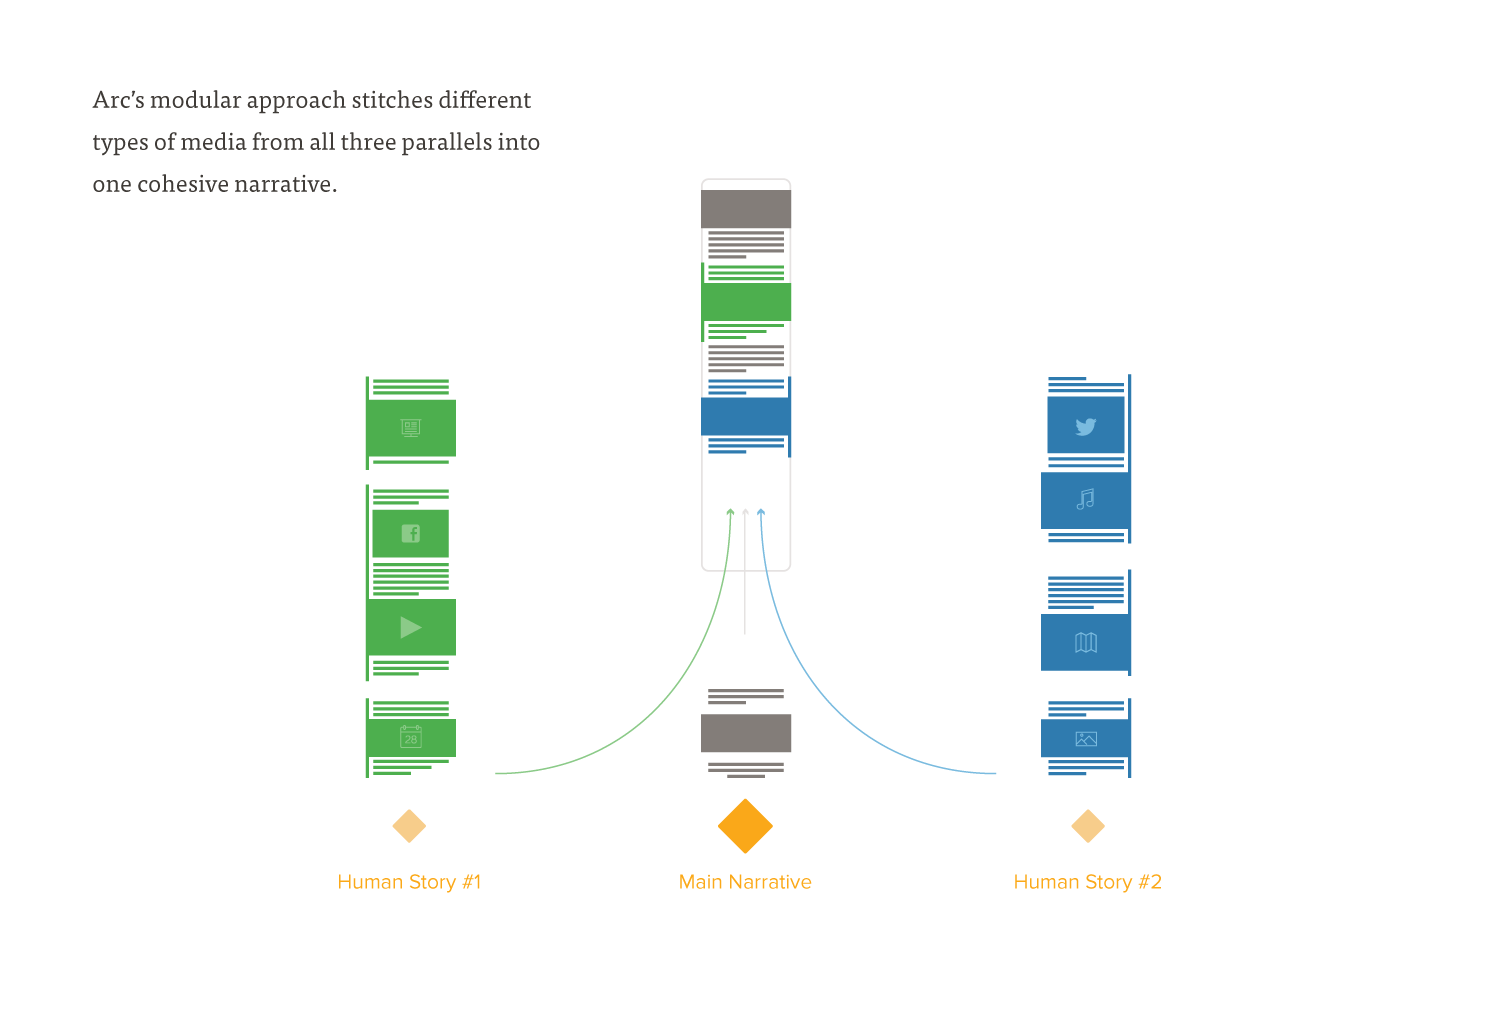 Arc’s modular approach stitches different
types of media from all three parallels into
one cohesive narrative.
28
Human Story #1
Main Narrative
Human Story #2